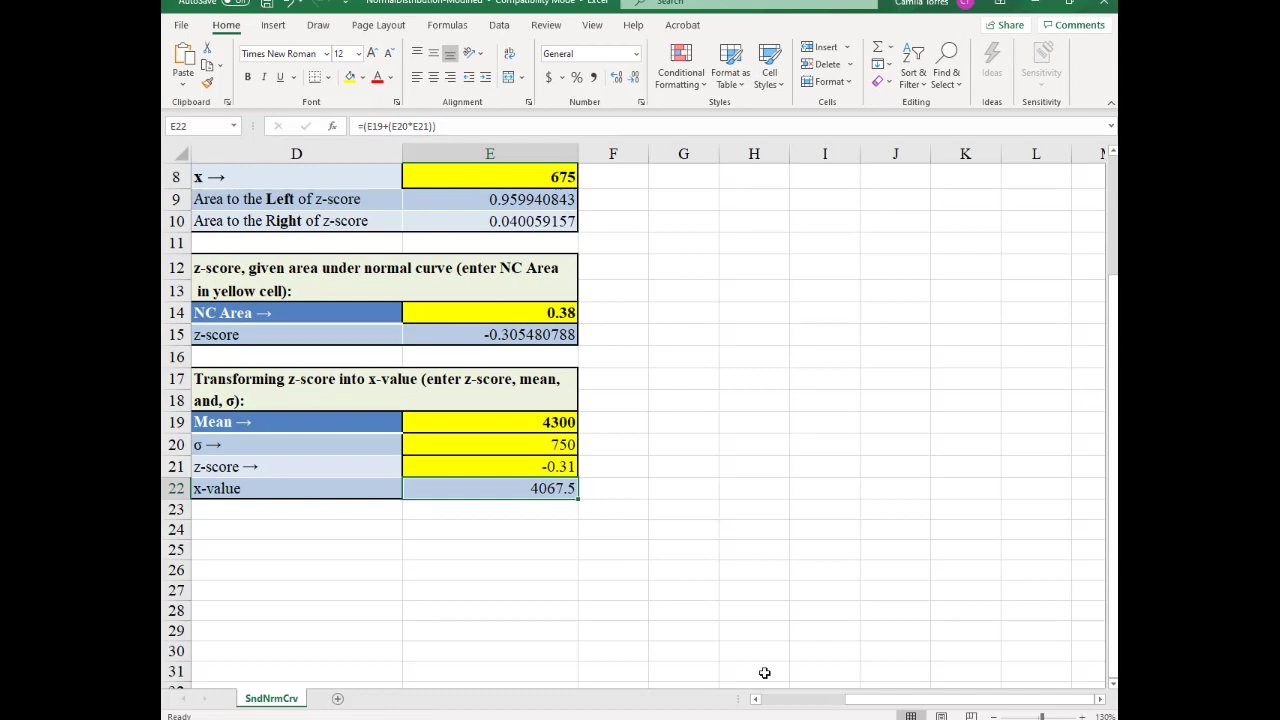 AutoSave Off NormalDistribution-Modified - Compatibility Mode - Excel Search Camila Torres CT
File Home Insert Draw Page Layout Formulas Data Review View Help Acrobat Share Comments
Paste Times New Roman 12 A A General Insert Delete Format
B I U A $ % , Conditional Formatting Format as Table Cell Styles Sort & Filter Find & Select Ideas Sensitivity
Clipboard Font Alignment Number Styles Cells Editing Ideas Sensitivity
E22 fx =(E19+(E20*E21))
D E F G H I J K L M
8 x → 675
9 Area to the Left of z-score 0.959940843
10 Area to the Right of z-score 0.040059157
11
12 z-score, given area under normal curve (enter NC Area
13 in yellow cell):
14 NC Area → 0.38
15 z-score -0.305480788
16
17 Transforming z-score into x-value (enter z-score, mean,
18 and, σ):
19 Mean → 4300
20 σ → 750
21 z-score → -0.31
22 x-value 4067.5
23
24
25
26
27
28
29
30
31
32
SndNrmCrv
Ready 130%